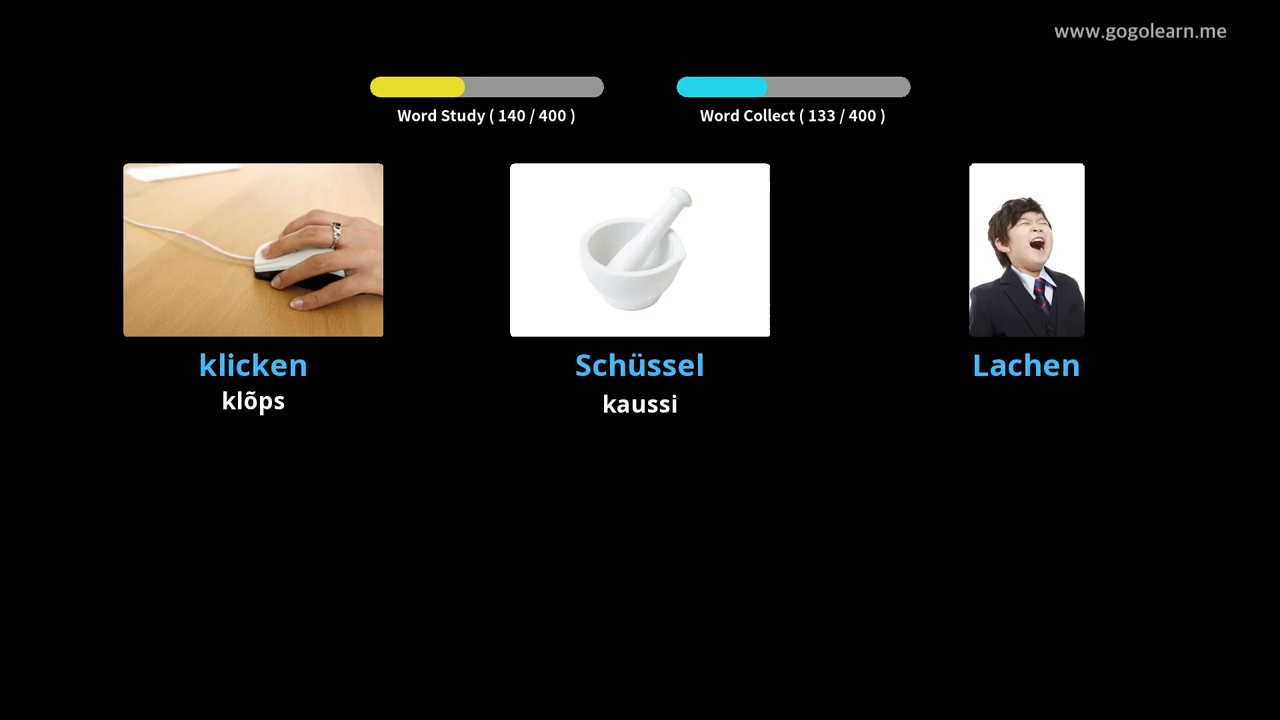 www.gogolearn.me
Word Study ( 140 / 400 )
Word Collect ( 133 / 400 )
klicken
klõps
Schüssel
kaussi
Lachen